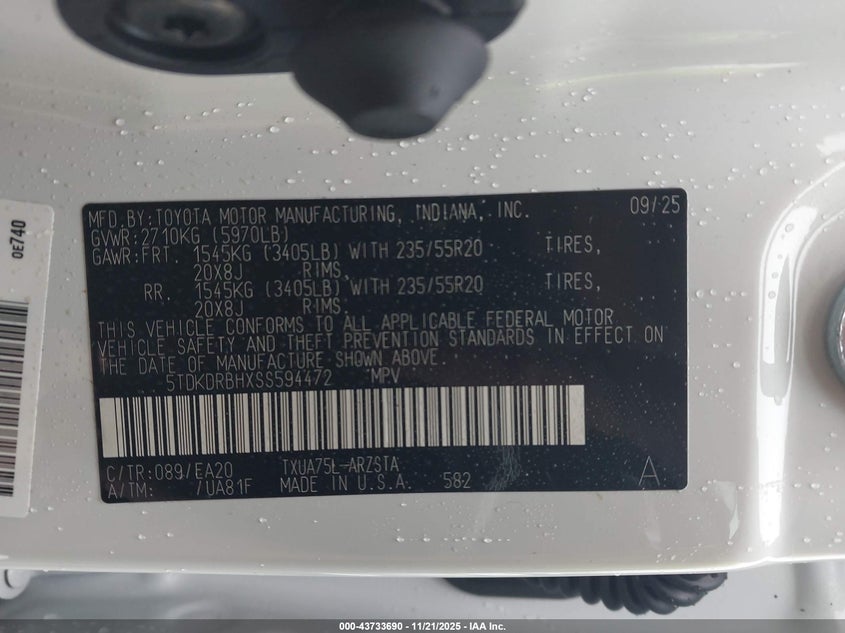 MFD.BY:TOYOTA MOTOR MANUFACTURING, INDIANA, INC. 09/25
GVWR:2710KG (5970LB)
GAWR:FRT. 1545KG (3405LB) WITH 235/55R20 TIRES,
20X8J RIMS,
RR. 1545KG (3405LB) WITH 235/55R20 TIRES,
20X8J RIMS.
THIS VEHICLE CONFORMS TO ALL APPLICABLE FEDERAL MOTOR
VEHICLE SAFETY AND THEFT PREVENTION STANDARDS IN EFFECT ON
THE DATE OF MANUFACTURE SHOWN ABOVE.
5TDKDRBHXSS594472 MPV
C/TR:089/EA20 TXUA75L-ARZSTA
A/TM: /UA81F MADE IN U.S.A. 582 A
0E740
000-43733690 - 11/21/2025 - IAA Inc.